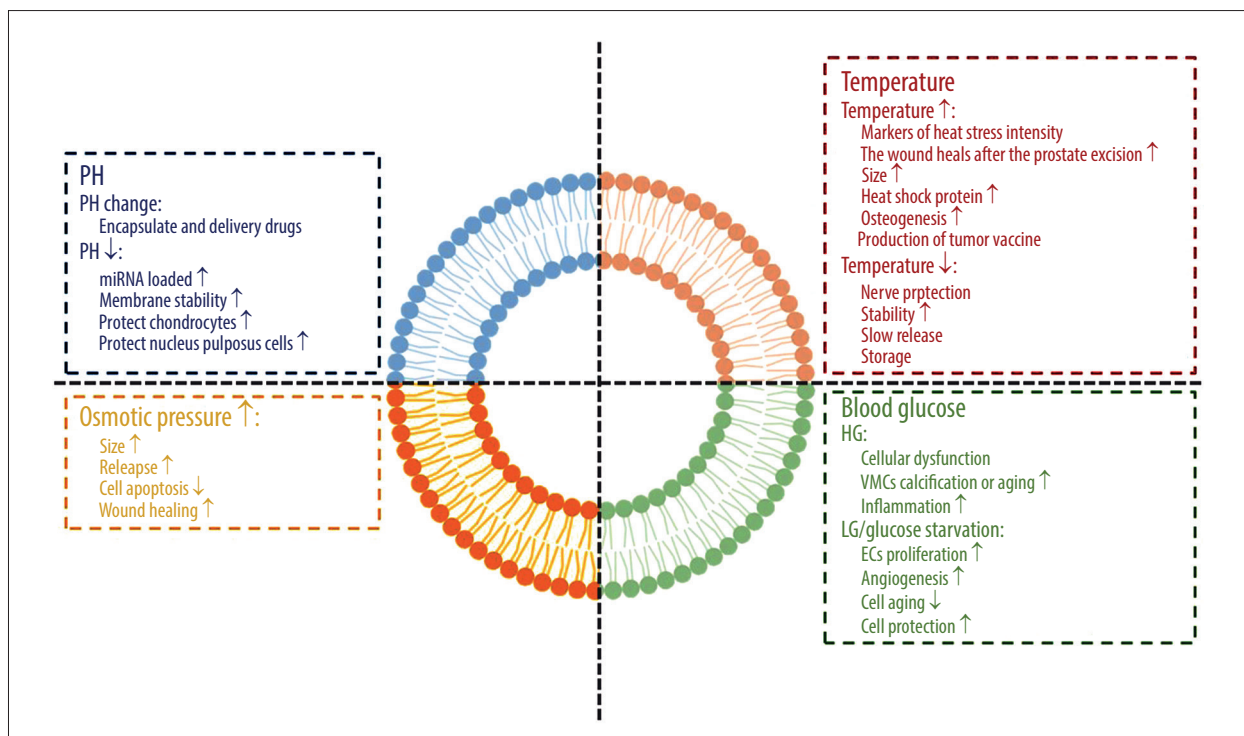 PH
PH change:
Encapsulate and delivery drugs
PH ↓:
miRNA loaded ↑
Membrane stability ↑
Protect chondrocytes ↑
Protect nucleus pulposus cells ↑
Temperature
Temperature ↑:
Markers of heat stress intensity
The wound heals after the prostate excision ↑
Size ↑
Heat shock protein ↑
Osteogenesis ↑
Production of tumor vaccine
Temperature ↓:
Nerve prptection
Stability ↑
Slow release
Storage
Osmotic pressure ↑:
Size ↑
Releapse ↑
Cell apoptosis ↓
Wound healing ↑
Blood glucose
HG:
Cellular dysfunction
VMCs calcification or aging ↑
Inflammation ↑
LG/glucose starvation:
ECs proliferation ↑
Angiogenesis ↑
Cell aging ↓
Cell protection ↑